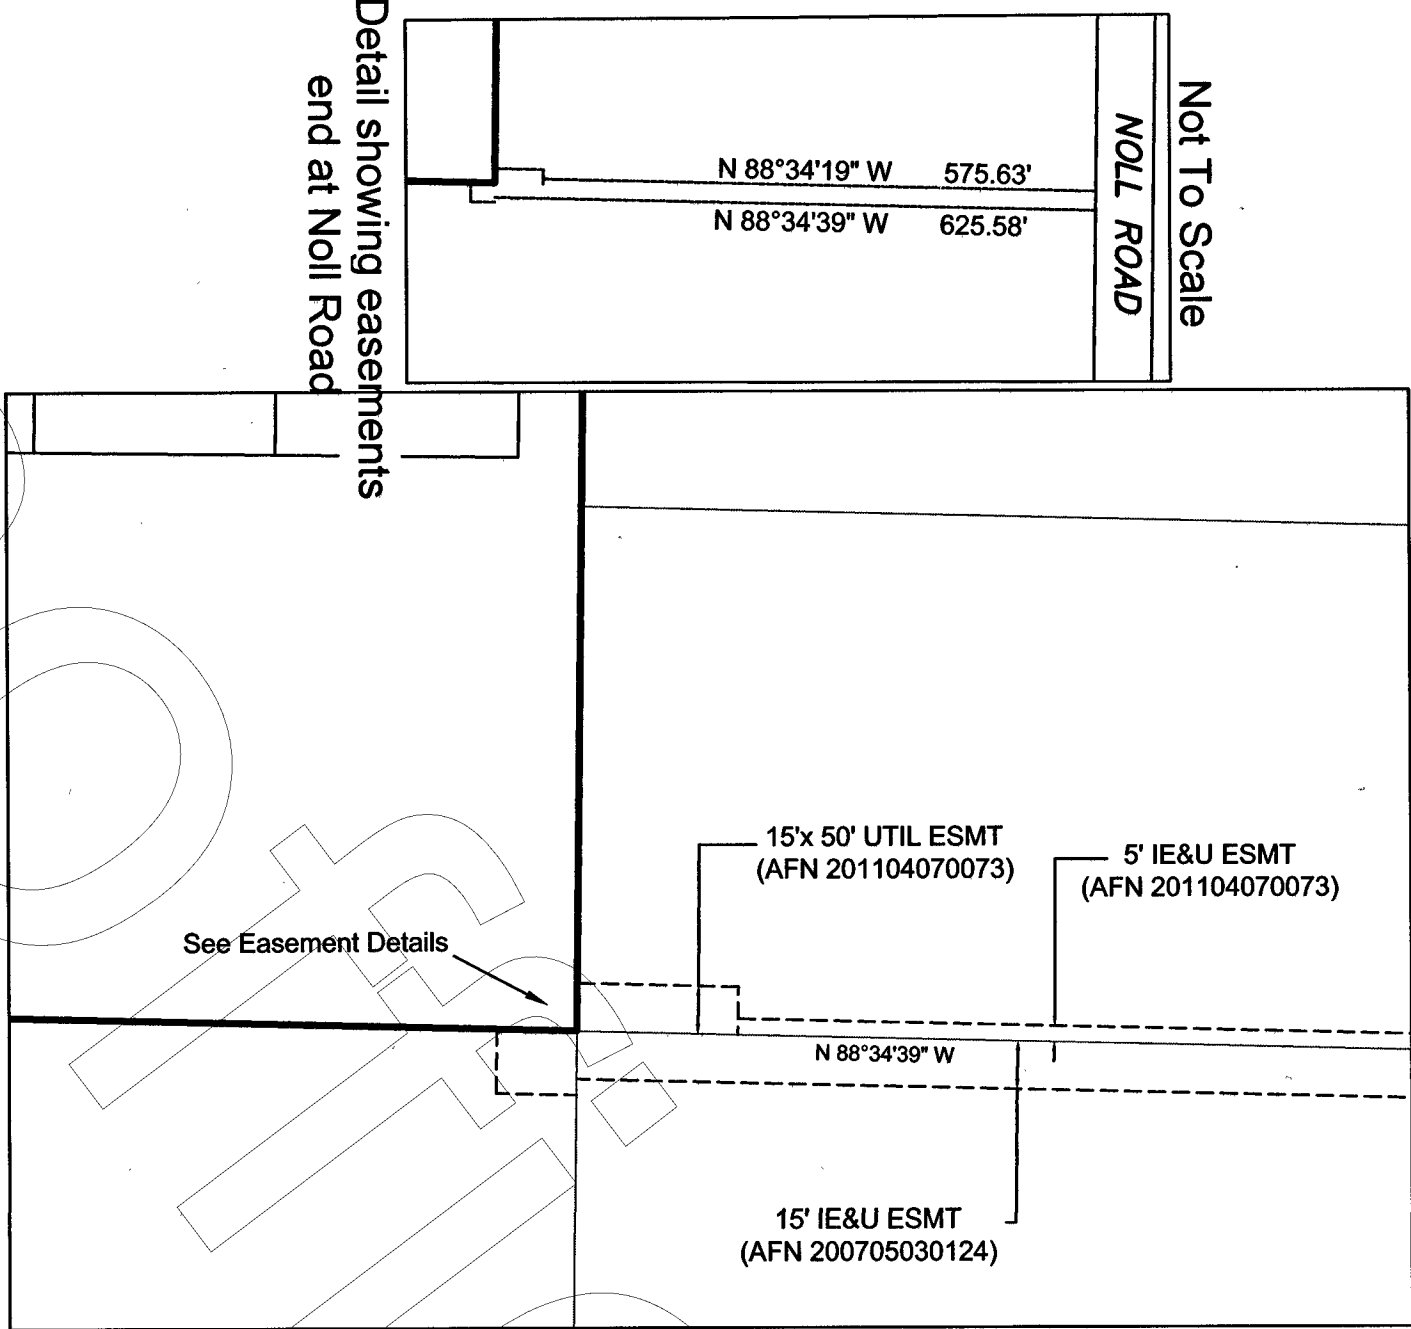 Not To Scale
NOLL ROAD
N 88°34'19" W 575.63'
N 88°34'39" W 625.58'
Detail showing easements
end at Noll Road
15'x 50' UTIL ESMT
(AFN 201104070073)
5' IE&U ESMT
(AFN 201104070073)
See Easement Details
N 88°34'39" W
15' IE&U ESMT
(AFN 200705030124)